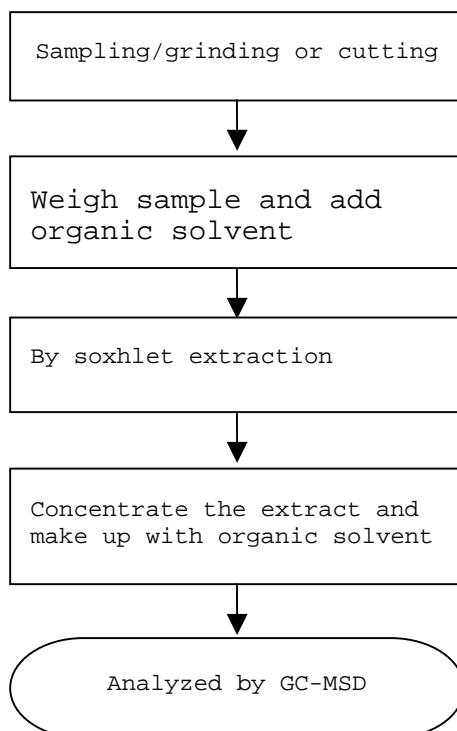 Sampling/grinding or cutting
Weigh sample and add
organic solvent
By soxhlet extraction
Concentrate the extract and
make up with organic solvent
Analyzed by GC-MSD